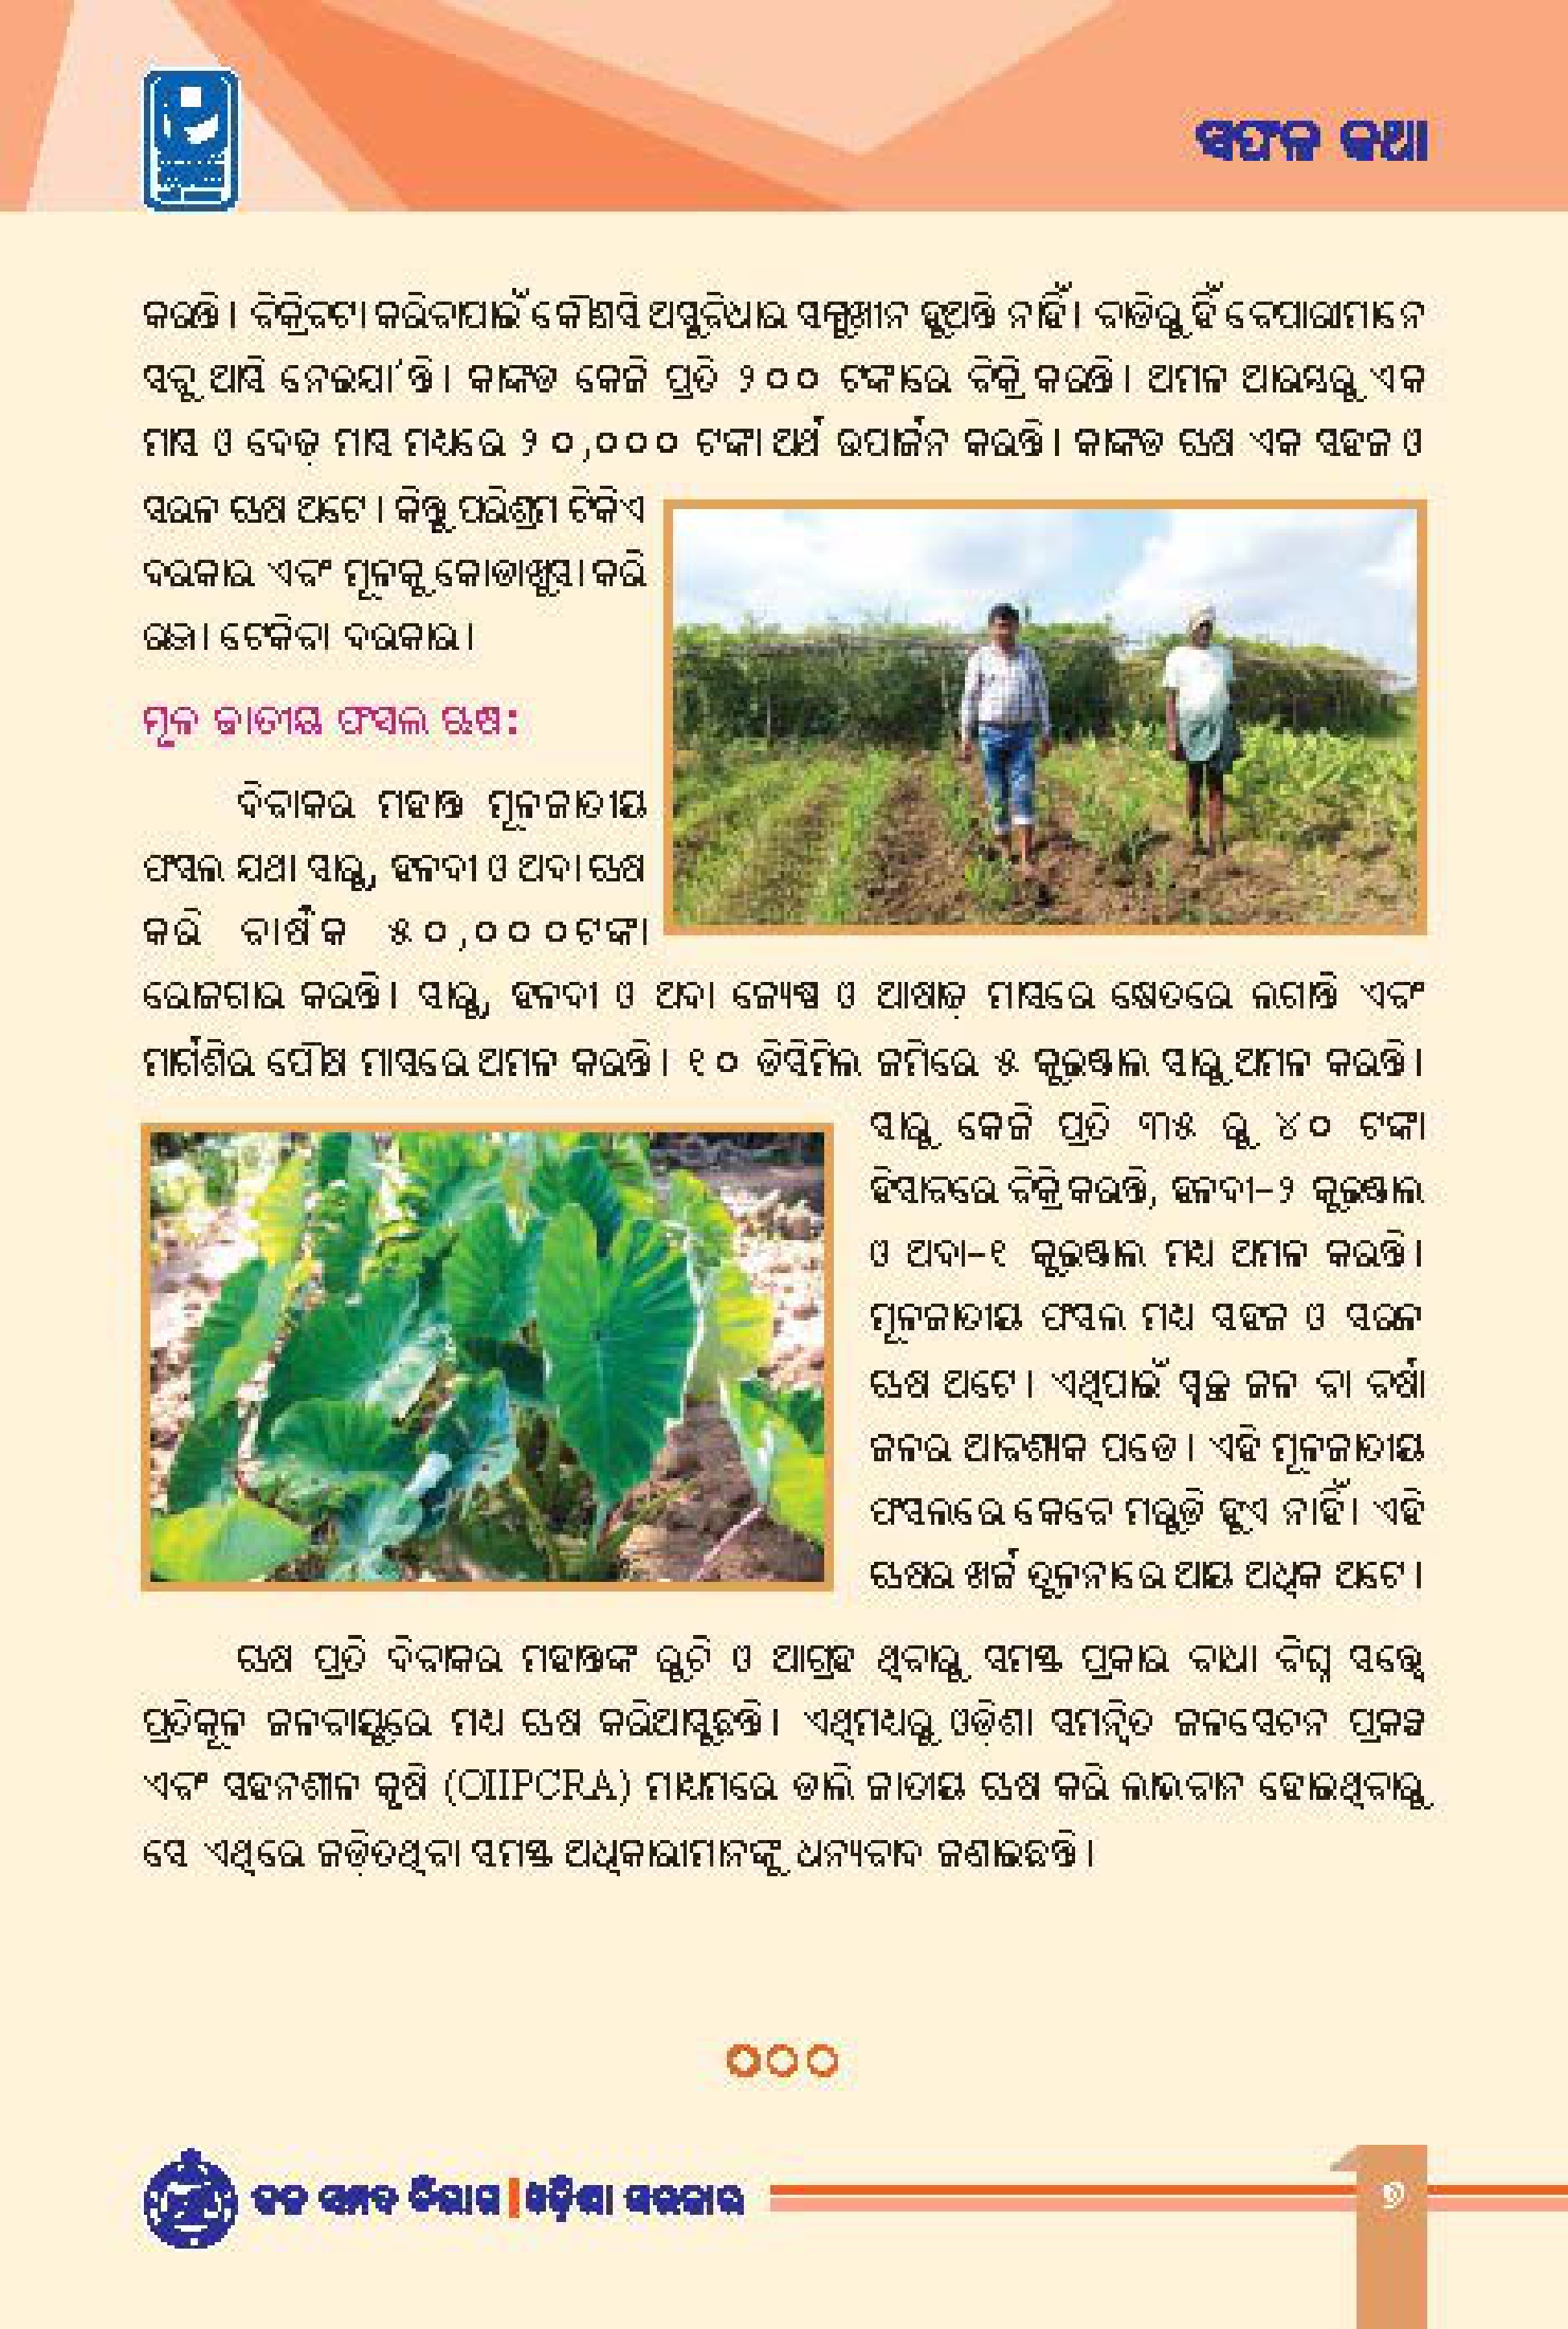 ସଫଳ କଥା
କରନ୍ତି। ବିକ୍ରିବଟା କରିବାପାଇଁ କୌଣସି ଅସୁବିଧାର ସମ୍ମୁଖୀନ ହୁଅନ୍ତି ନାହିଁ। ବାଡିରୁ ହିଁ ବେପାରୀମାନେ
ସବୁ ଆସି ନେଇଯା'ନ୍ତି। କାଙ୍କଡ କେଜି ପ୍ରତି ୨୦୦ ଟଙ୍କାରେ ବିକ୍ରି କରନ୍ତି। ଅମଳ ଆରମ୍ଭରୁ ଏକ
ମାସ ଓ ଦେଢ଼ ମାସ ମଧ୍ୟରେ ୨୦,୦୦୦ ଟଙ୍କା ଅର୍ଥ ଉପାର୍ଜନ କରନ୍ତି। କାଙ୍କଡ ଚାଷ ଏକ ସହଜ ଓ
ସରଳ ଚାଷ ଅଟେ। କିନ୍ତୁ ପରିଶ୍ରମ ଟିକିଏ
ଦରକାର ଏବଂ ମୂଳକୁ କୋଡାଖୁସା କରି
ରଞ୍ଜା ଟେକିବା ଦରକାର।
ମୂଳ ଜାତୀୟ ଫସଲ ଚାଷ:
ଦିବାକର ମହାନ୍ତ ମୂଳଜାତୀୟ
ଫସଲ ଯଥା ସାରୁ, ହଳଦୀ ଓ ଅଦା ଚାଷ
କରି ବାର୍ଷିକ ୫୦,୦୦୦ଟଙ୍କା
ରୋଜଗାର କରନ୍ତି। ସାରୁ, ହଳଦୀ ଓ ଅଦା ଜ୍ୟେଷ୍ଠ ଓ ଆଷାଢ଼ ମାସରେ କ୍ଷେତରେ ଲଗାନ୍ତି ଏବଂ
ମାର୍ଗଶିର ପୌଷ ମାସରେ ଅମଳ କରନ୍ତି। ୧୦ ଡିସିମିଲ ଜମିରେ ୫ କୁଇଣ୍ଟାଲ ସାରୁ ଅମଳ କରନ୍ତି।
ସାରୁ କେଜି ପ୍ରତି ୩୫ ରୁ ୪୦ ଟଙ୍କା
ହିସାବରେ ବିକ୍ରି କରନ୍ତି, ହଳଦୀ-୨ କୁଇଣ୍ଟାଲ
ଓ ଅଦା-୧ କୁଇଣ୍ଟାଲ ମଧ୍ୟ ଅମଳ କରନ୍ତି।
ମୂଳଜାତୀୟ ଫସଲ ମଧ୍ୟ ସହଜ ଓ ସରଳ
ଚାଷ ଅଟେ। ଏଥିପାଇଁ ସ୍ୱଚ୍ଛ ଜଳ ବା ବର୍ଷା
ଜଳର ଆବଶ୍ୟକ ପଡେ। ଏହି ମୂଳଜାତୀୟ
ଫସଲରେ କେବେ ମରୁଡି ହୁଏ ନାହିଁ। ଏହି
ଚାଷର ଖର୍ଚ୍ଚ ତୁଳନାରେ ଆୟ ଅଧିକ ଅଟେ।
ଚାଷ ପ୍ରତି ଦିବାକର ମହାନ୍ତଙ୍କ ରୁଚି ଓ ଆଗ୍ରହ ଥିବାରୁ ସମସ୍ତ ପ୍ରକାର ବାଧା ବିଘ୍ନ ସତ୍ତ୍ୱେ
ପ୍ରତିକୂଳ ଜଳବାୟୁରେ ମଧ୍ୟ ଚାଷ କରିଆସୁଛନ୍ତି। ଏଥିମଧ୍ୟରୁ ଓଡ଼ିଶା ସମନ୍ୱିତ ଜଳସେଚନ ପ୍ରକଳ୍ପ
ଏବଂ ସହନଶୀଳ କୃଷି (OIIPCRA) ମାଧ୍ୟମରେ ଡାଲି ଜାତୀୟ ଚାଷ କରି ଲାଭବାନ ହୋଇଥିବାରୁ
ସେ ଏଥିରେ ଜଡ଼ିତଥିବା ସମସ୍ତ ଅଧିକାରୀମାନଙ୍କୁ ଧନ୍ୟବାଦ ଜଣାଇଛନ୍ତି।
ଜଳ ସମ୍ପଦ ବିଭାଗ | ଓଡ଼ିଶା ସରକାର